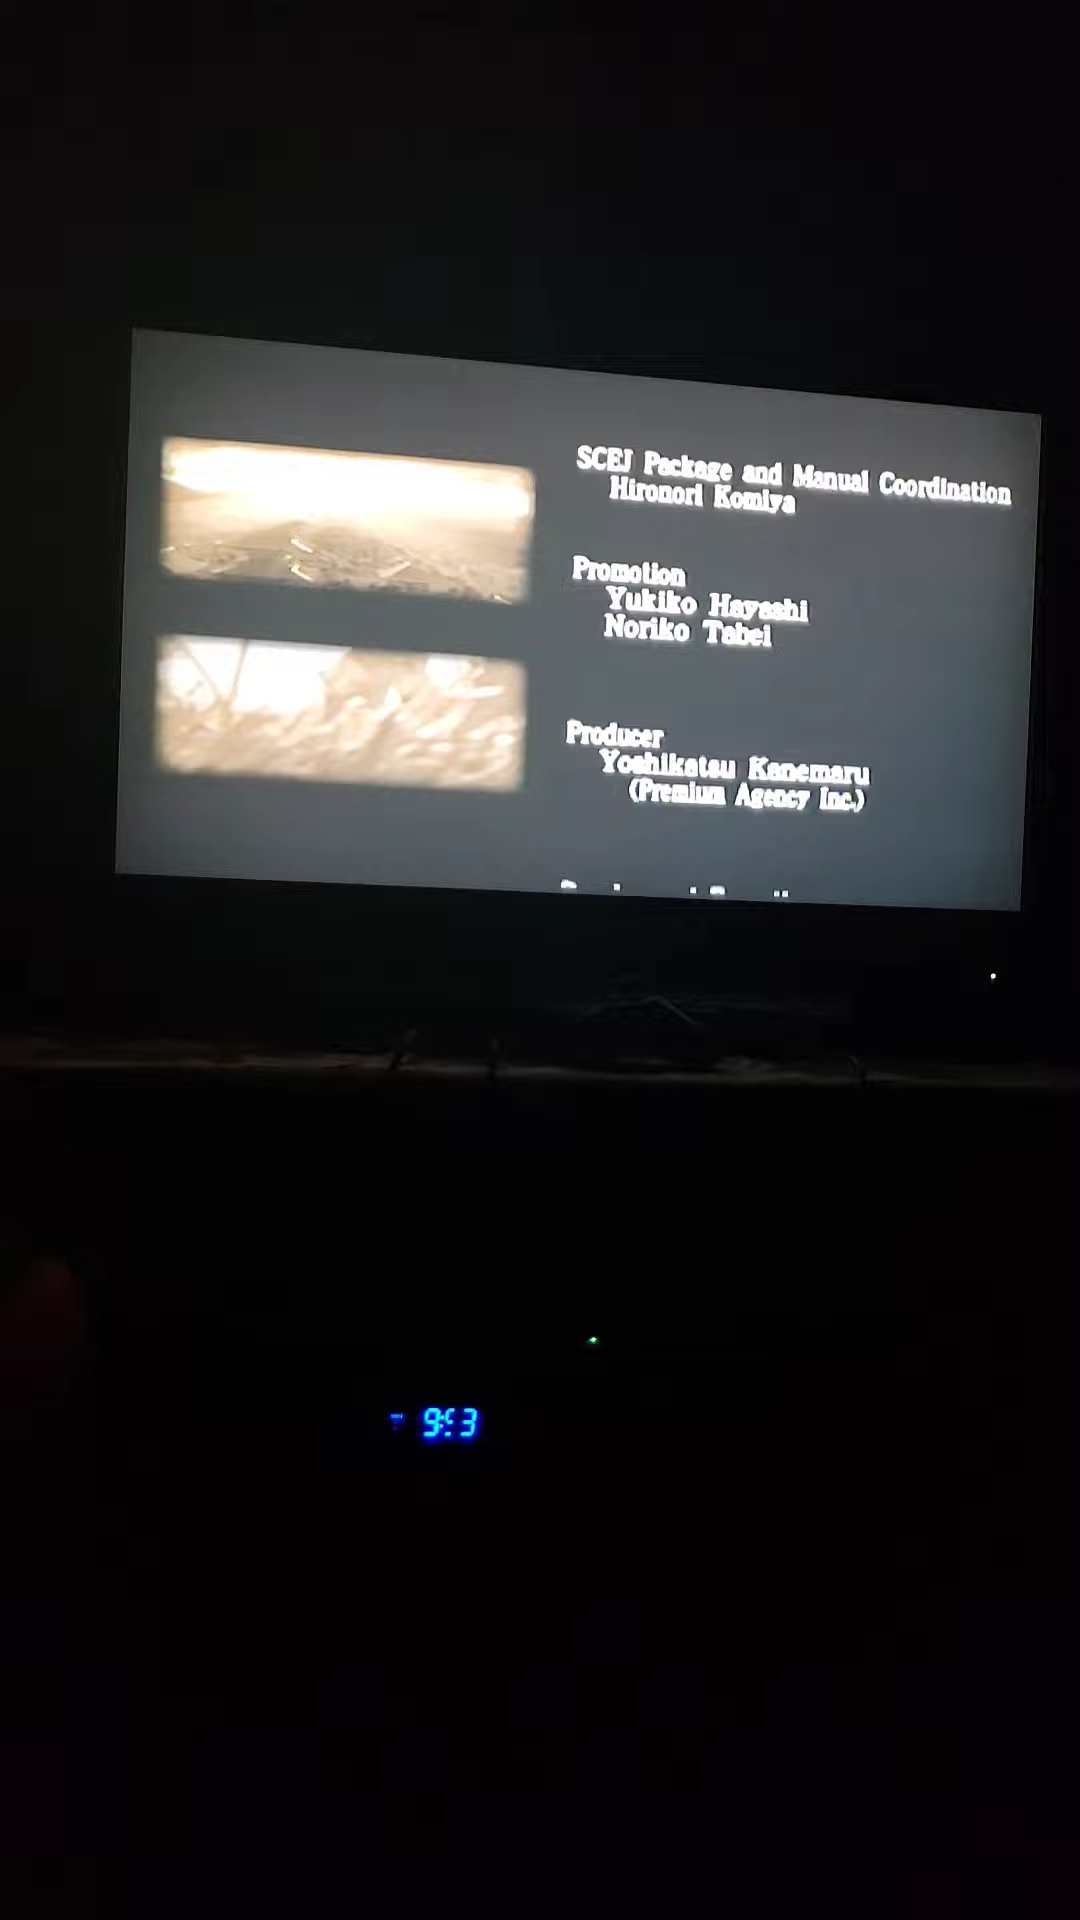 SCEJ Package and Manual Coordination
Hironori Komiya
Promotion
Yukiko Hayashi
Noriko Tabei
Producer
Yoshikatsu Kanemaru
(Premium Agency Inc.)